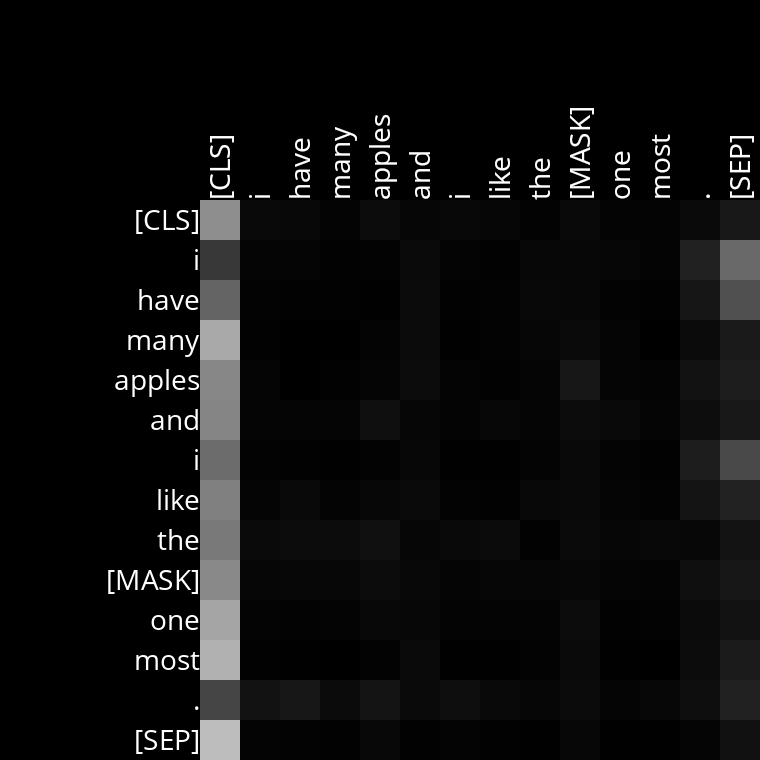 [CLS] i have many apples and i like the [MASK] one most . [SEP]
[CLS]
i
have
many
apples
and
i
like
the
[MASK]
one
most
.
[SEP]